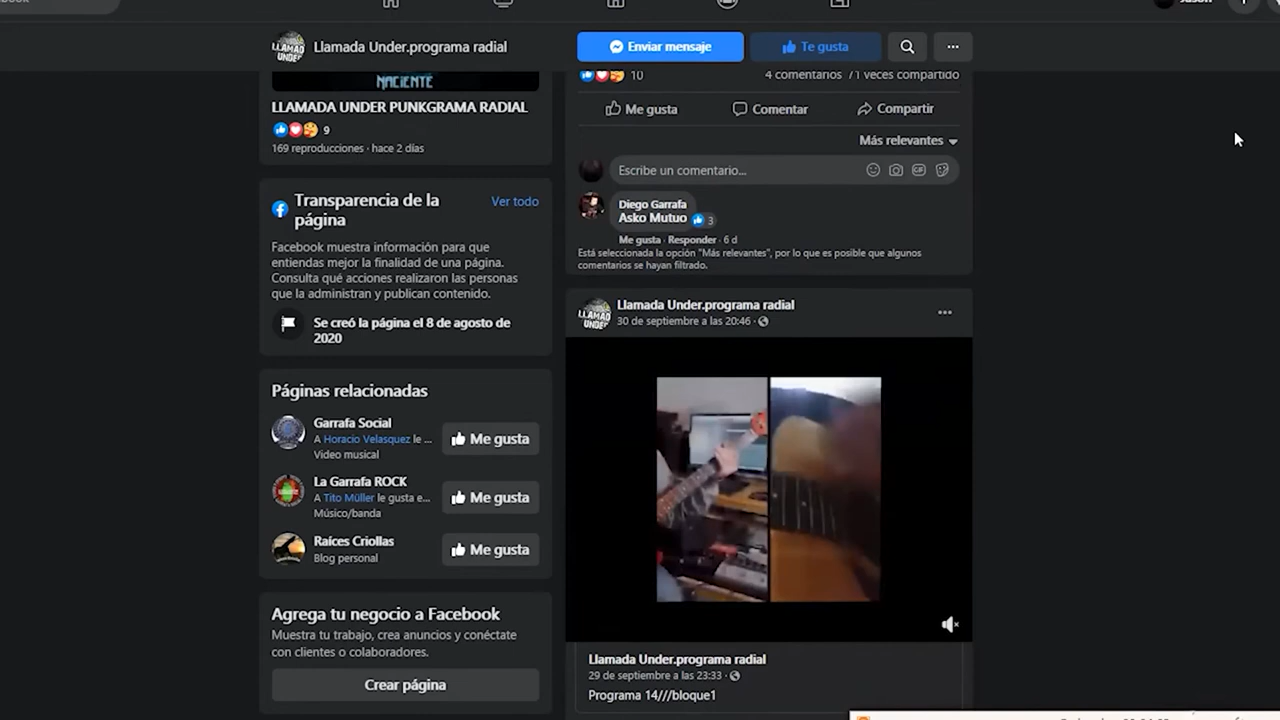 Llamada Under.programa radial
Enviar mensaje
Te gusta
NACIENTE
LLAMADA UNDER PUNKGRAMA RADIAL
9
169 reproducciones · hace 2 días
Transparencia de la
página
Ver todo
Facebook muestra información para que
entiendas mejor la finalidad de una página.
Consulta qué acciones realizaron las personas
que la administran y publican contenido.
Se creó la página el 8 de agosto de
2020
Páginas relacionadas
Garrafa Social
A Horacio Velasquez le ...
Video musical
Me gusta
La Garrafa ROCK
A Tito Müller le gusta e...
Músico/banda
Me gusta
Raíces Criollas
Blog personal
Me gusta
Agrega tu negocio a Facebook
Muestra tu trabajo, crea anuncios y conéctate
con clientes o colaboradores.
Crear página
10
4 comentarios 71 veces compartido
Me gusta
Comentar
Compartir
Más relevantes
Escribe un comentario...
GIF
Diego Garrafa
Asko Mutuo
3
Me gusta · Responder · 6 d
Está seleccionada la opción "Más relevantes", por lo que es posible que algunos
comentarios se hayan filtrado.
LLAMAD
UNDER
Llamada Under.programa radial
30 de septiembre a las 20:46 ·
Llamada Under.programa radial
29 de septiembre a las 23:33 ·
Programa 14///bloque1